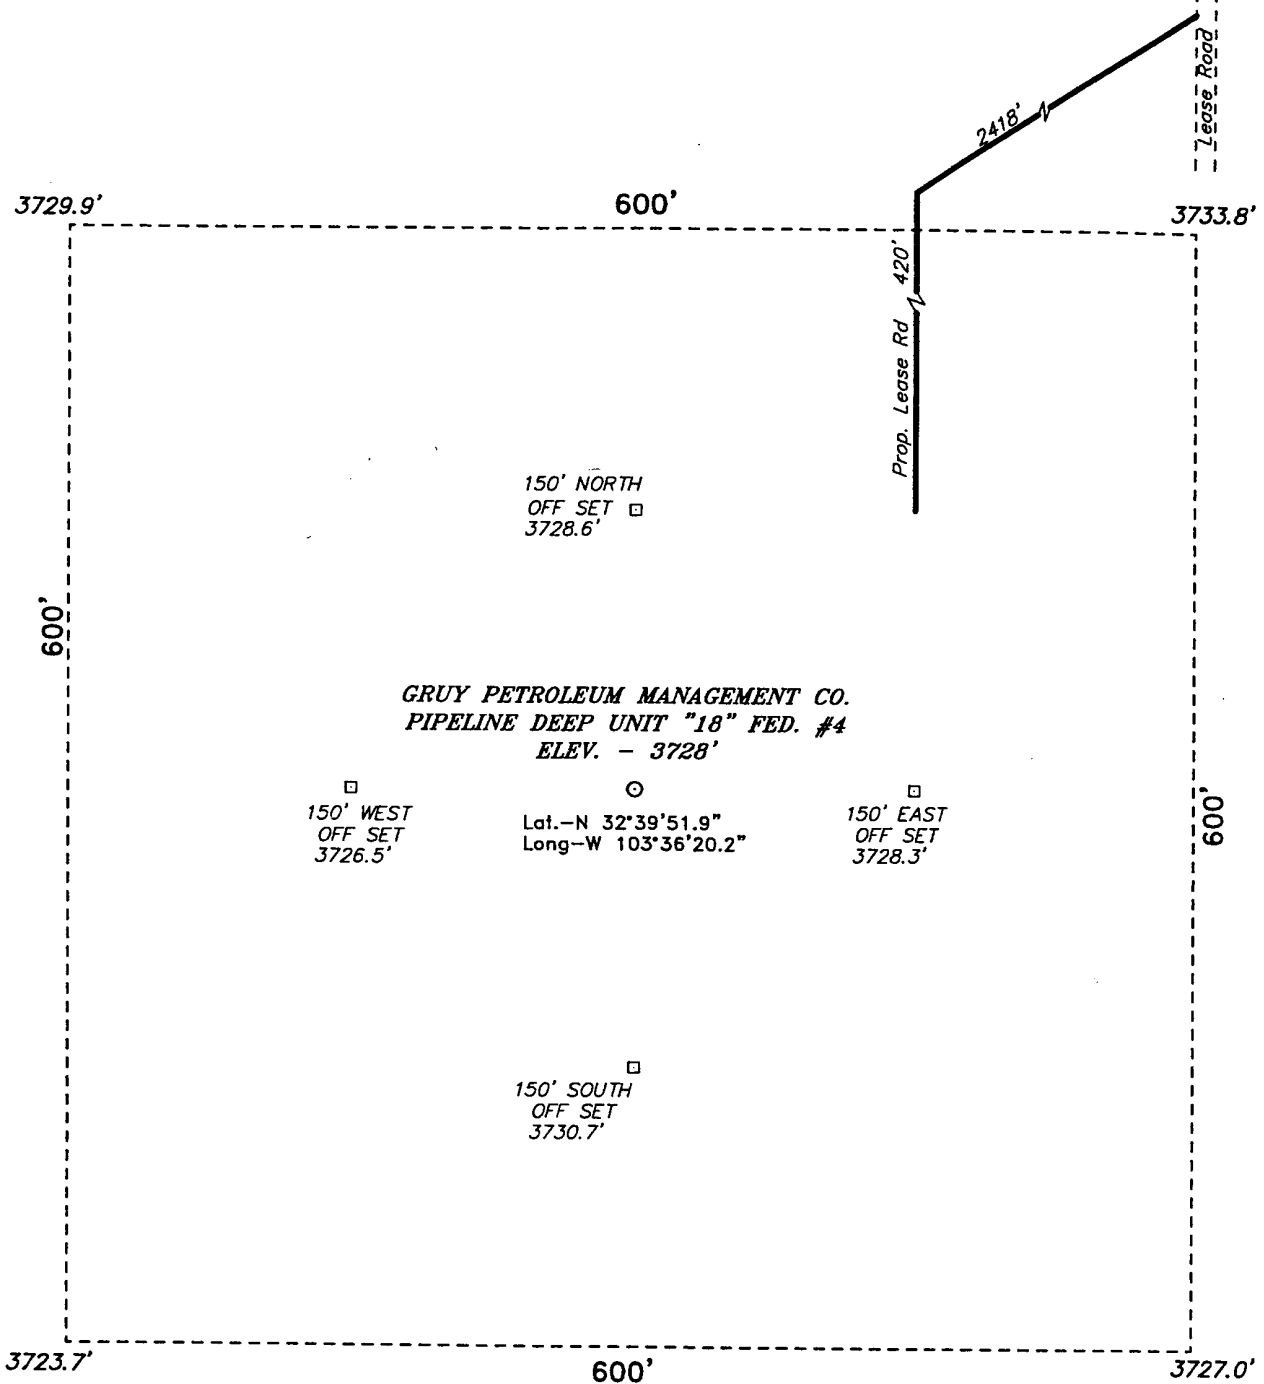 Lease Road
2418'
3729.9'
600'
3733.8'
Prop. Lease Rd 420'
150' NORTH
OFF SET
3728.6'
600'
GRUY PETROLEUM MANAGEMENT CO.
PIPELINE DEEP UNIT "18" FED. #4
ELEV. - 3728'
150' WEST
OFF SET
3726.5'
Lat.-N 32°39'51.9"
Long-W 103°36'20.2"
150' EAST
OFF SET
3728.3'
600'
150' SOUTH
OFF SET
3730.7'
3723.7'
600'
3727.0'